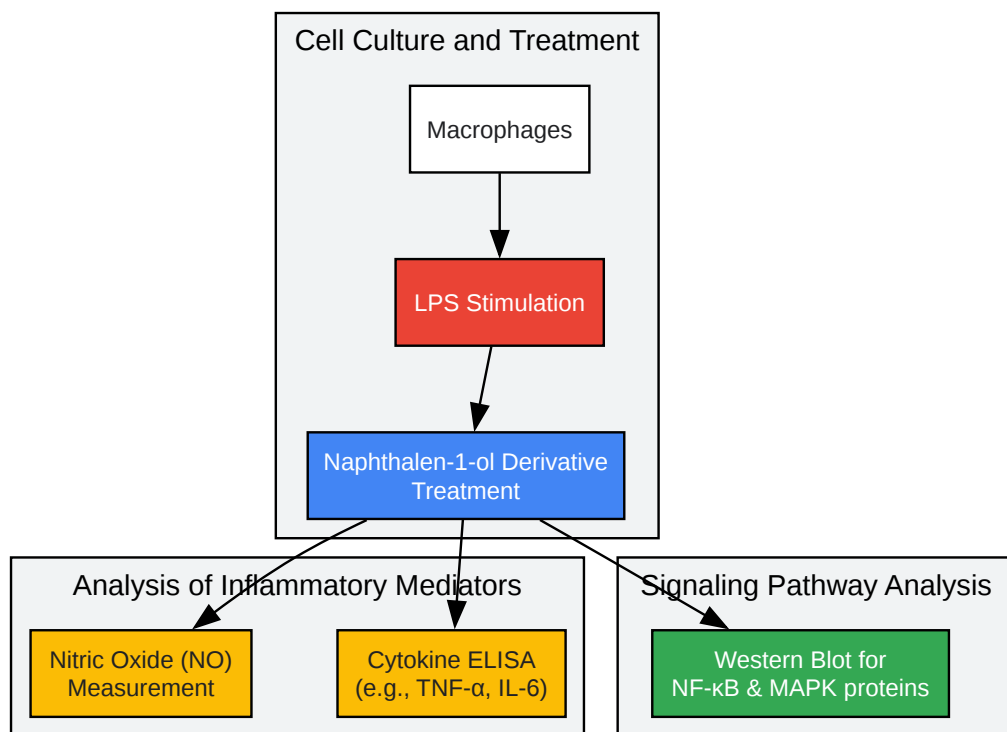 Cell Culture and Treatment
Macrophages
LPS Stimulation
Naphthalen-1-ol Derivative
Treatment
Analysis of Inflammatory Mediators
Nitric Oxide (NO)
Measurement
Cytokine ELISA
(e.g., TNF-α, IL-6)
Signaling Pathway Analysis
Western Blot for
NF-κB & MAPK proteins